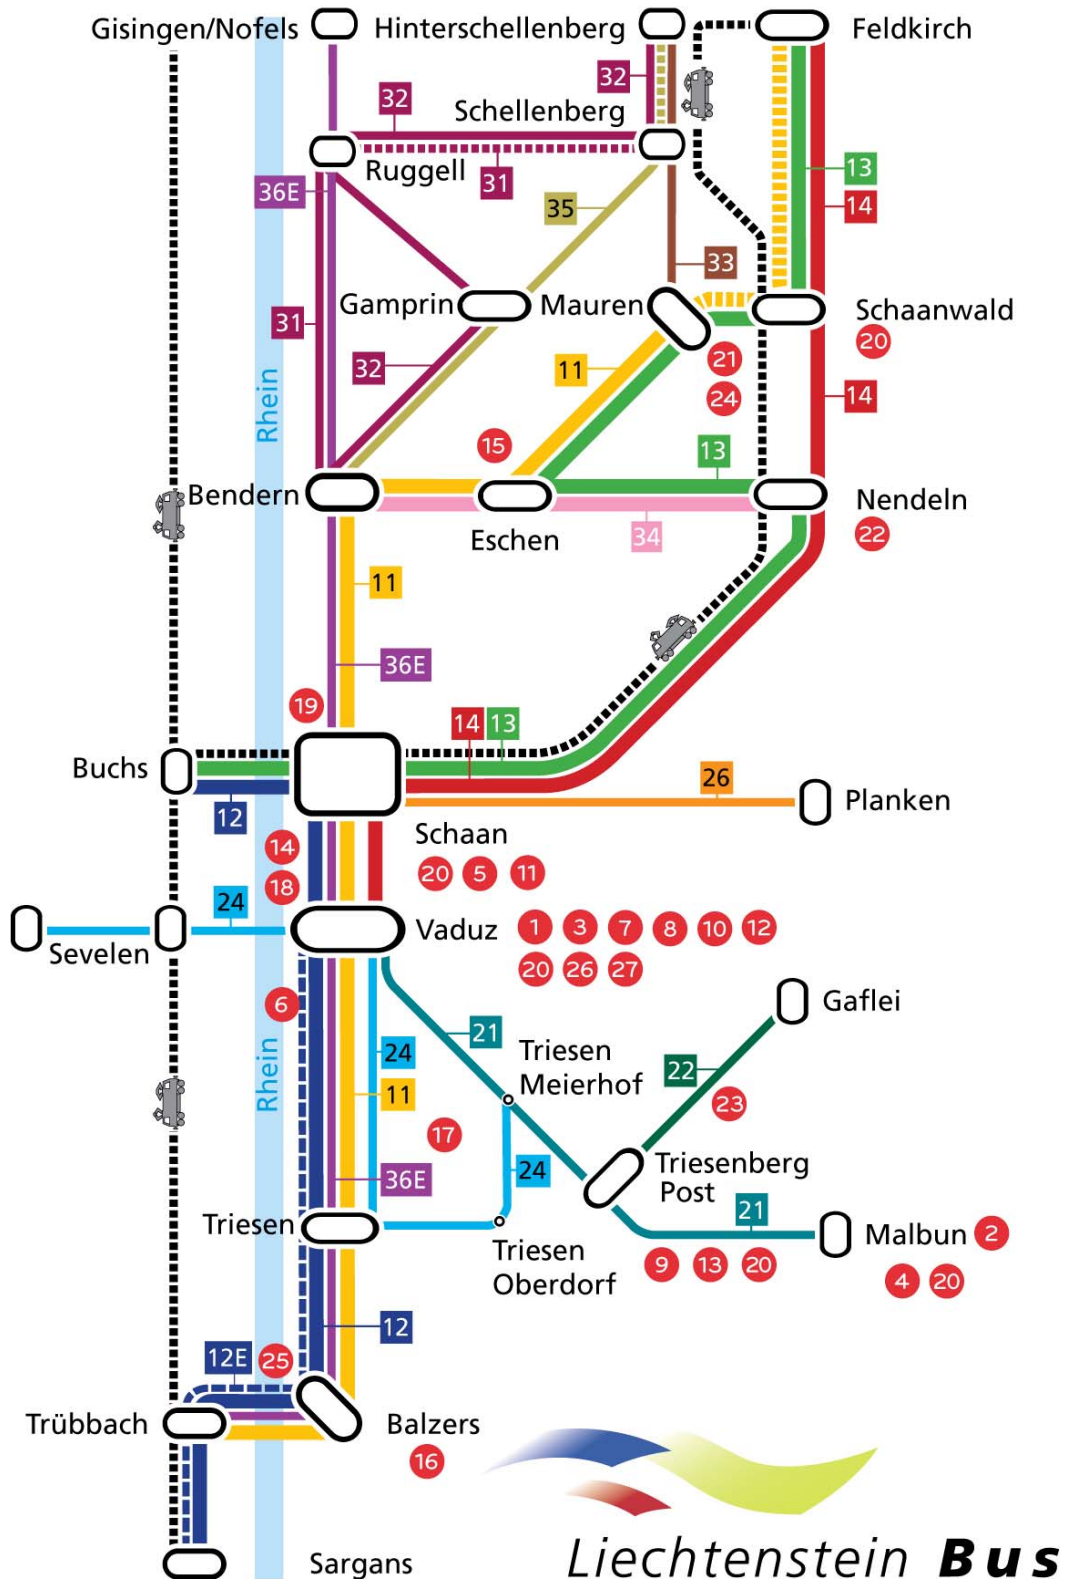 Gisingen/Nofels
Hinterschellenberg
Feldkirch
32
32
Schellenberg
Ruggell
31
13
36E
35
14
33
Gamprin
Mauren
Schaanwald
20
31
21
32
11
24
14
Rhein
15
13
Bendern
Nendeln
34
Eschen
22
11
36E
19
14
13
Buchs
26
Planken
12
Schaan
14
20
5
11
18
24
Vaduz
1
3
7
8
10
12
Sevelen
20
26
27
6
Gaflei
21
Triesen
Meierhof
24
22
Rhein
11
23
17
24
Triesenberg
Post
36E
21
Triesen
Malbun
2
Triesen
Oberdorf
9
13
20
4
20
12
12E
25
Trübbach
Balzers
16
Sargans
Liechtenstein Bus